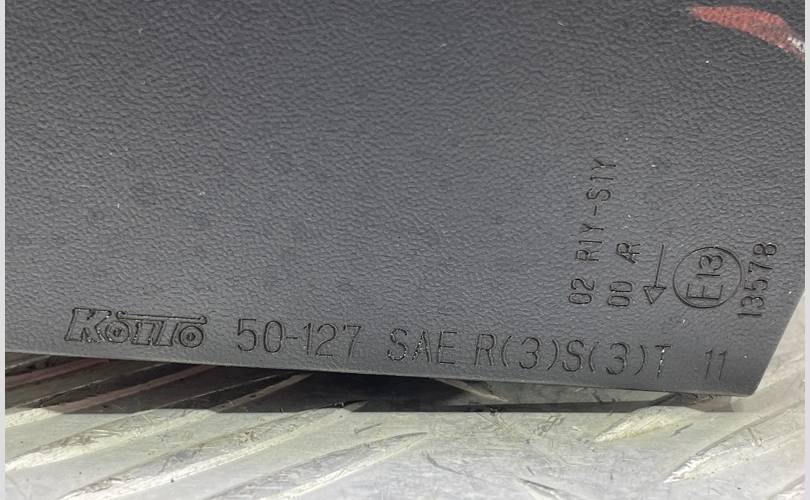 02 R1Y-S1Y
00 AR
E13
13578
KOITO 50-127 SAE R(3)S(3)T 11